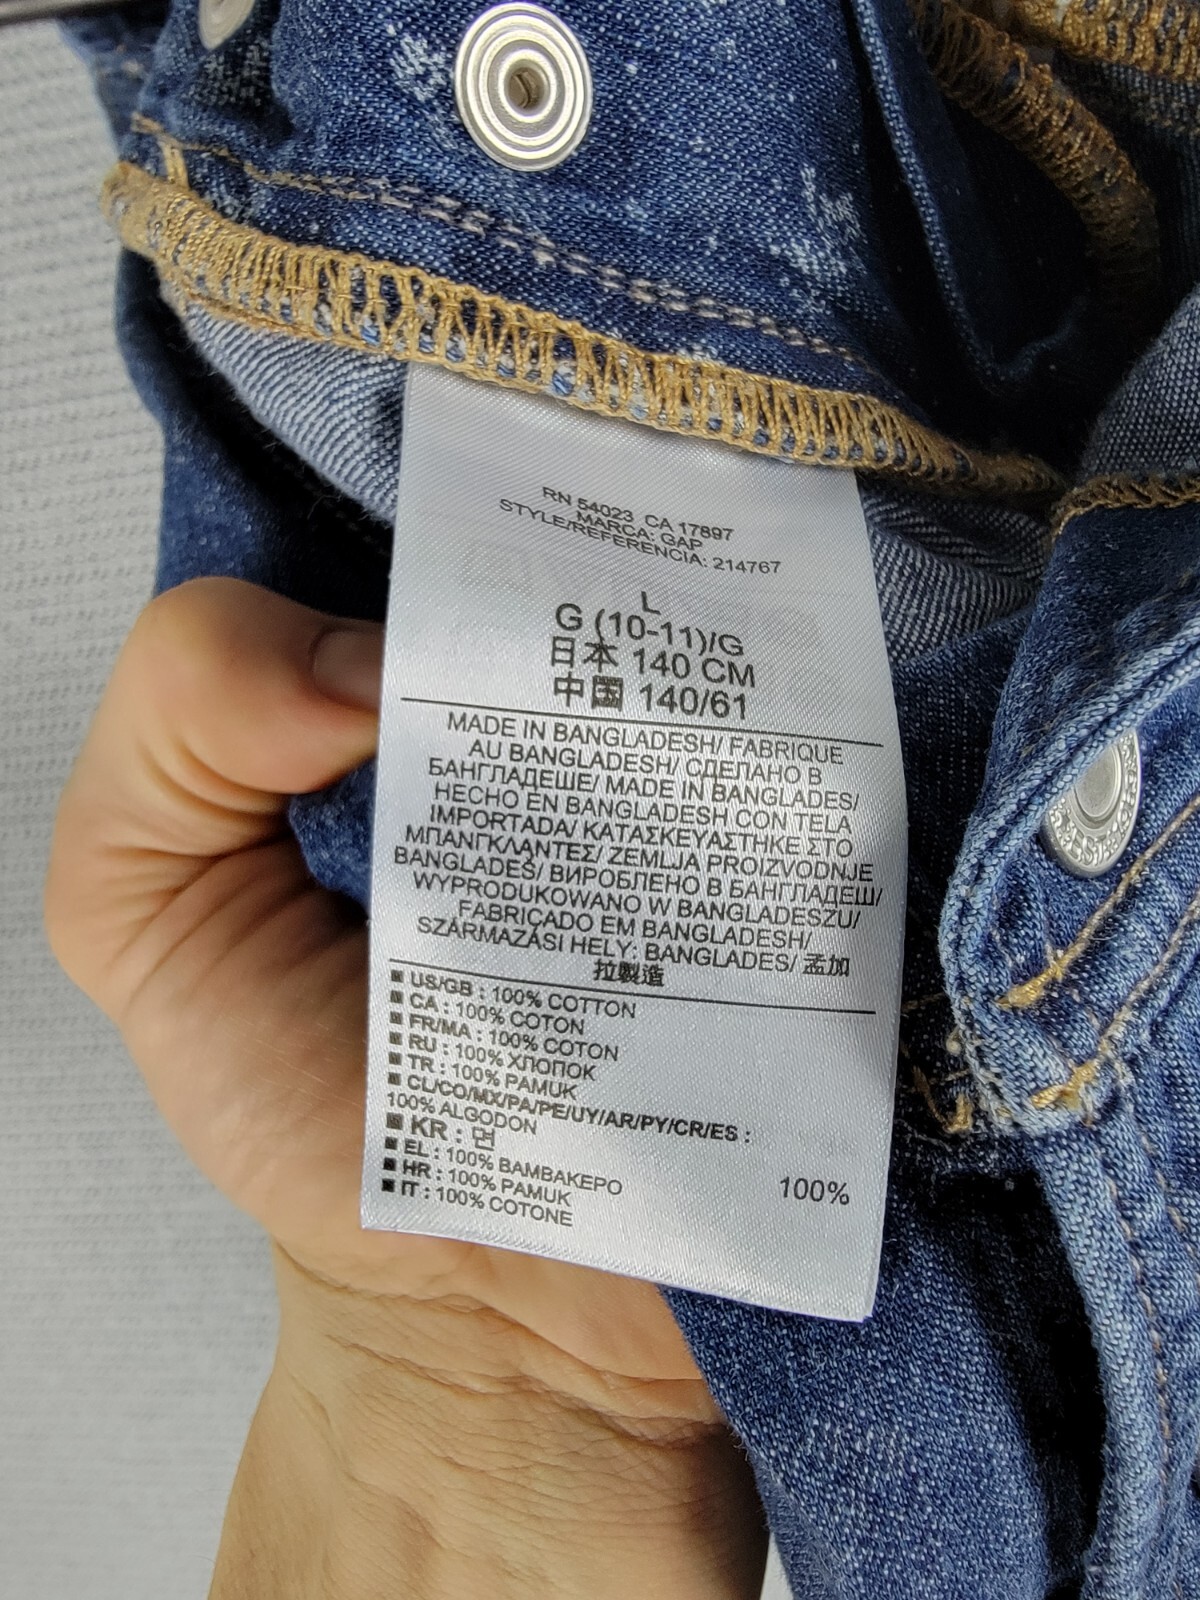 RN 54023 CA 17897
MARCA: GAP
STYLE/REFERENCIA: 214767
L
G (10-11)/G
日本 140 CM
中国 140/61
MADE IN BANGLADESH/ FABRIQUE
AU BANGLADESH/ СДЕЛАНО В
БАНГЛАДЕШЕ/ MADE IN BANGLADES/
HECHO EN BANGLADESH CON TELA
IMPORTADA/ ΚΑΤΑΣΚΕΥΑΣΤΗΚΕ ΣΤΟ
ΜΠΑΝΓΚΛΑΝΤΕΣ/ ZEMLJA PROIZVODNJE
BANGLADEŠ/ ВИРОБЛЕНО В БАНГЛАДЕШ/
WYPRODUKOWANO W BANGLADESZU/
FABRICADO EM BANGLADESH/
SZÁRMAZÁSI HELY: BANGLADES/ 孟加
拉製造
■ US/GB : 100% COTTON
■ CA : 100% COTON
■ FR/MA : 100% COTON
■ RU : 100% ХЛОПОК
■ TR : 100% PAMUK
■ CL/CO/MX/PA/PE/UY/AR/PY/CR/ES :
100% ALGODON
■ KR : 면 100%
■ EL : 100% ΒΑΜΒΑΚΕΡΟ
■ HR : 100% PAMUK
■ IT : 100% COTONE